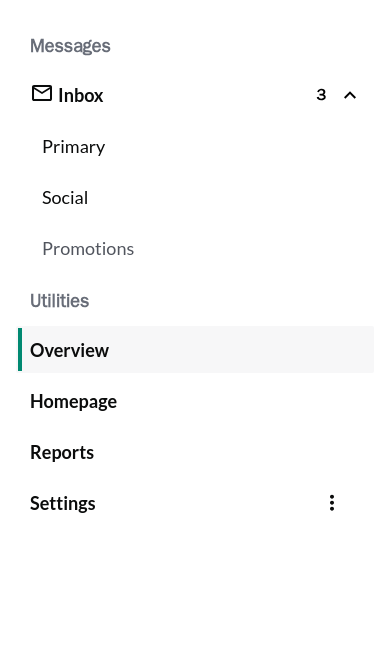 Messages
Inbox 3
Primary
Social
Promotions
Utilities
Overview
Homepage
Reports
Settings